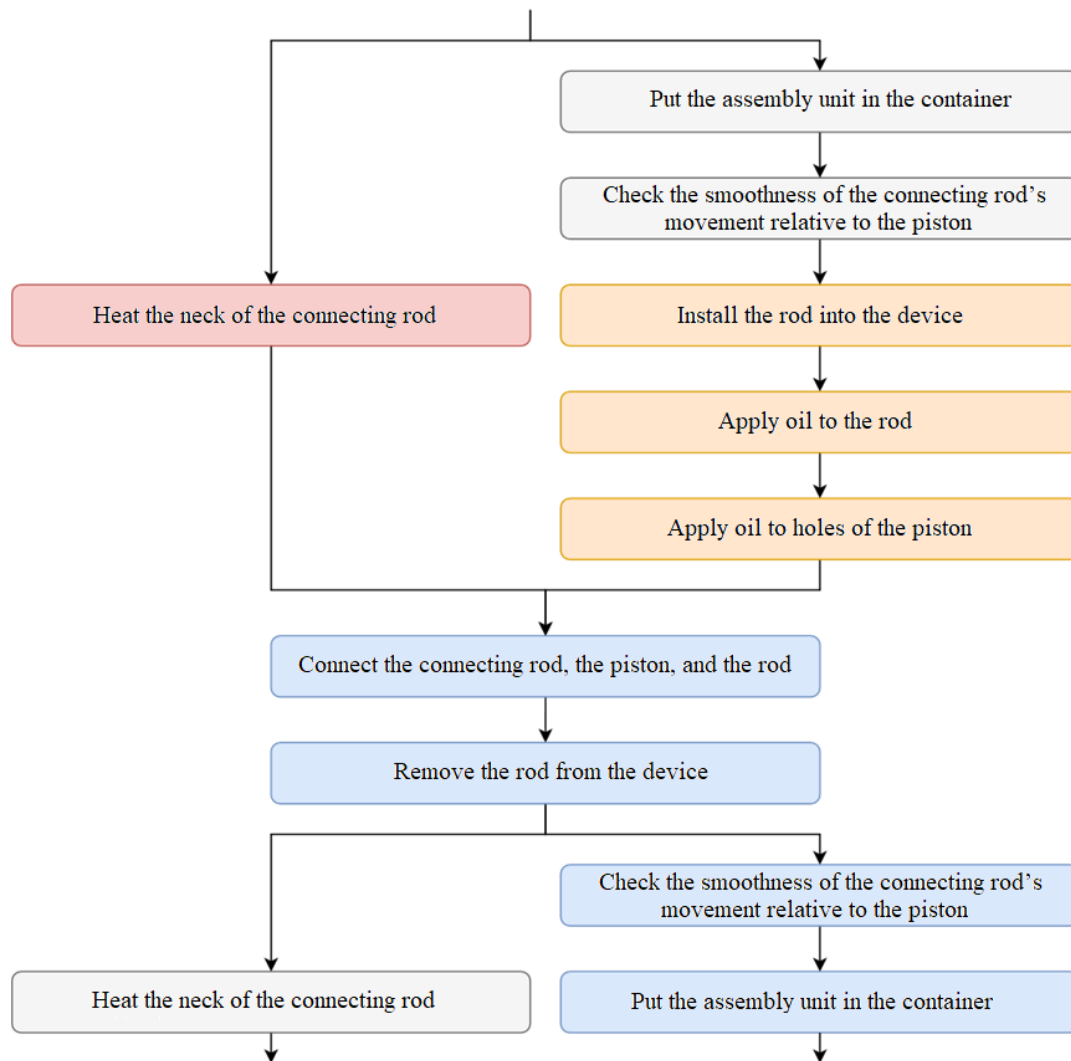 Put the assembly unit in the container
Check the smoothness of the connecting rod’s
movement relative to the piston
Heat the neck of the connecting rod
Install the rod into the device
Apply oil to the rod
Apply oil to holes of the piston
Connect the connecting rod, the piston, and the rod
Remove the rod from the device
Check the smoothness of the connecting rod’s
movement relative to the piston
Heat the neck of the connecting rod
Put the assembly unit in the container